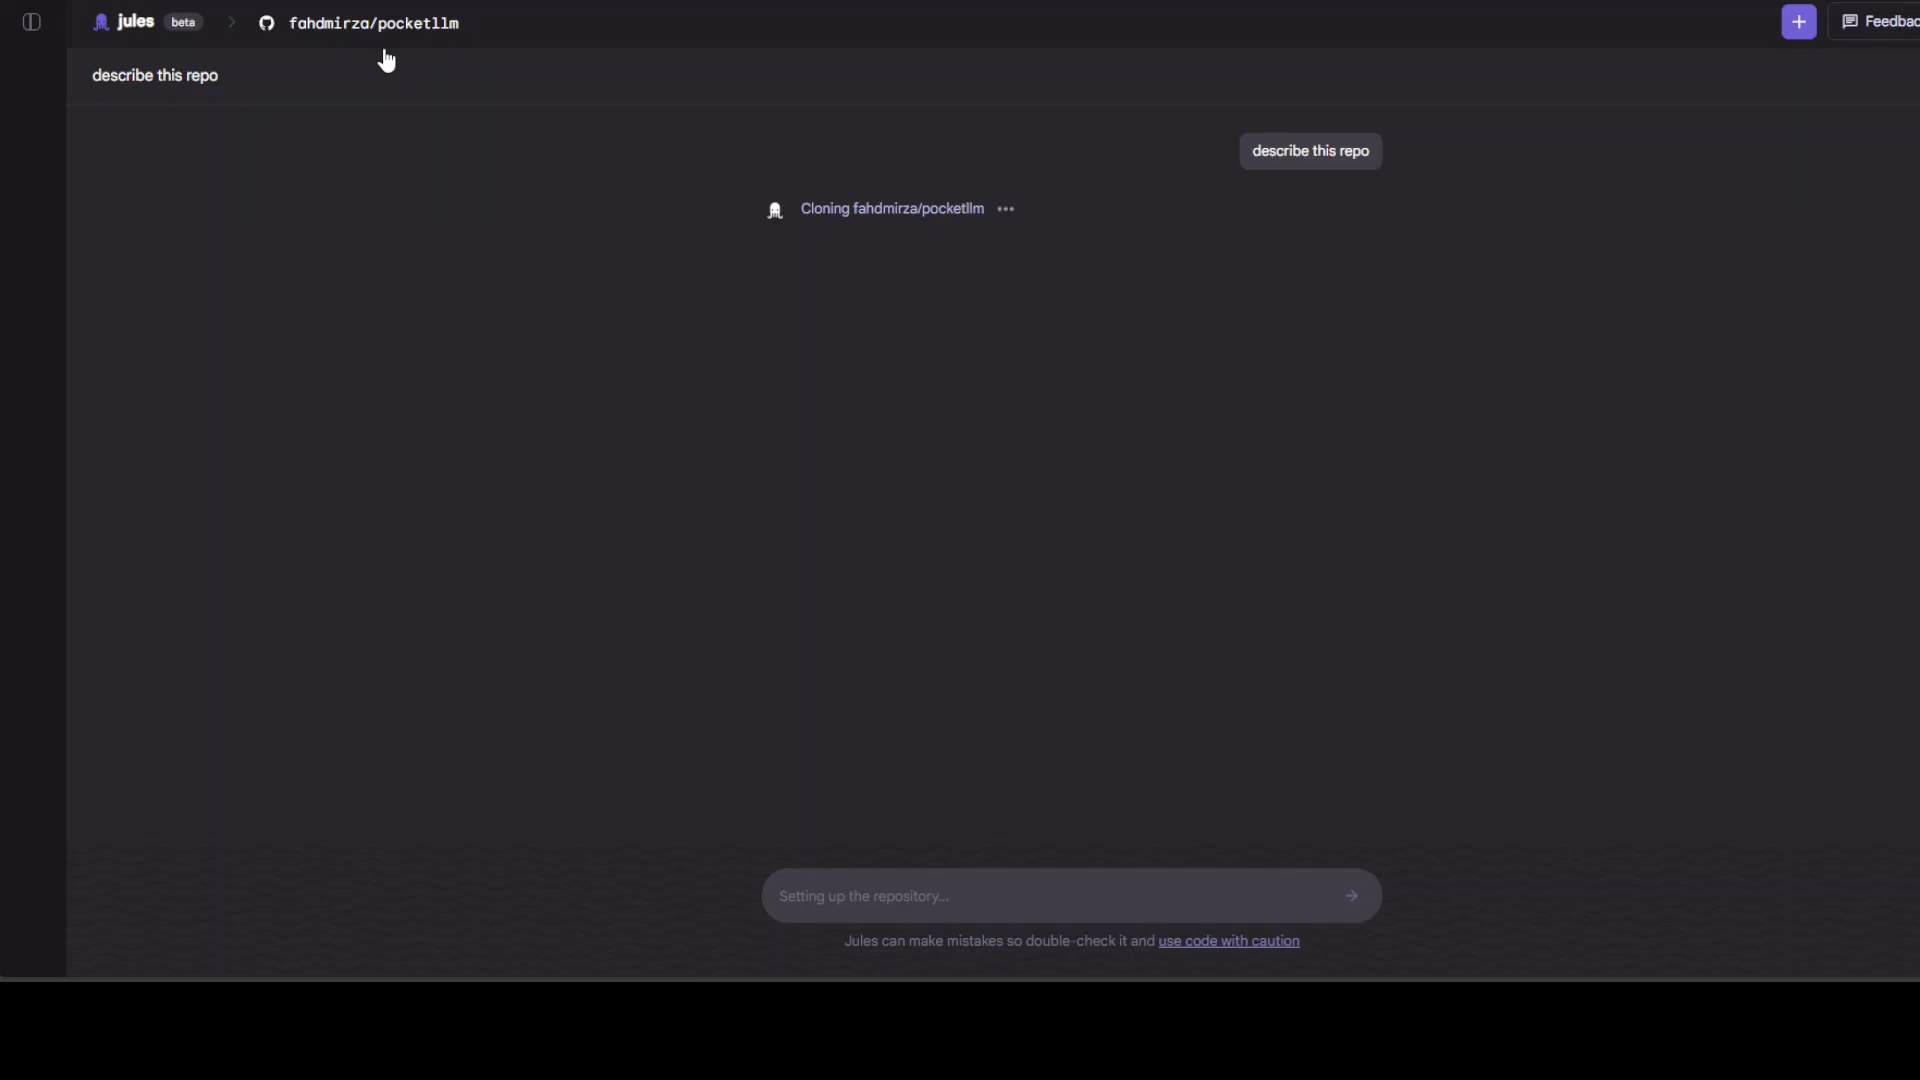 jules beta > fahdmirza/pocketllm + Feedbac
describe this repo
describe this repo
Cloning fahdmirza/pocketllm •••
Setting up the repository...
Jules can make mistakes so double-check it and use code with caution